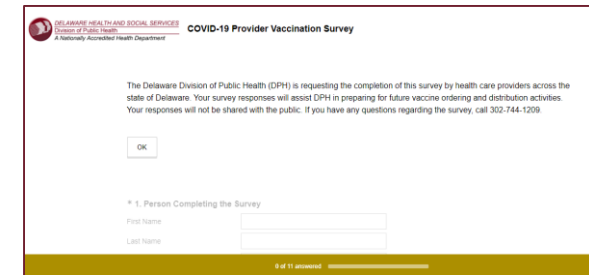 DELAWARE HEALTH AND SOCIAL SERVICES
Division of Public Health
A Nationally Accredited Health Department
COVID-19 Provider Vaccination Survey
The Delaware Division of Public Health (DPH) is requesting the completion of this survey by health care providers across the
state of Delaware. Your survey responses will assist DPH in preparing for future vaccine ordering and distribution activities.
Your responses will not be shared with the public. If you have any questions regarding the survey, call 302-744-1209.
OK
* 1. Person Completing the Survey
First Name
Last Name
0 of 11 answered